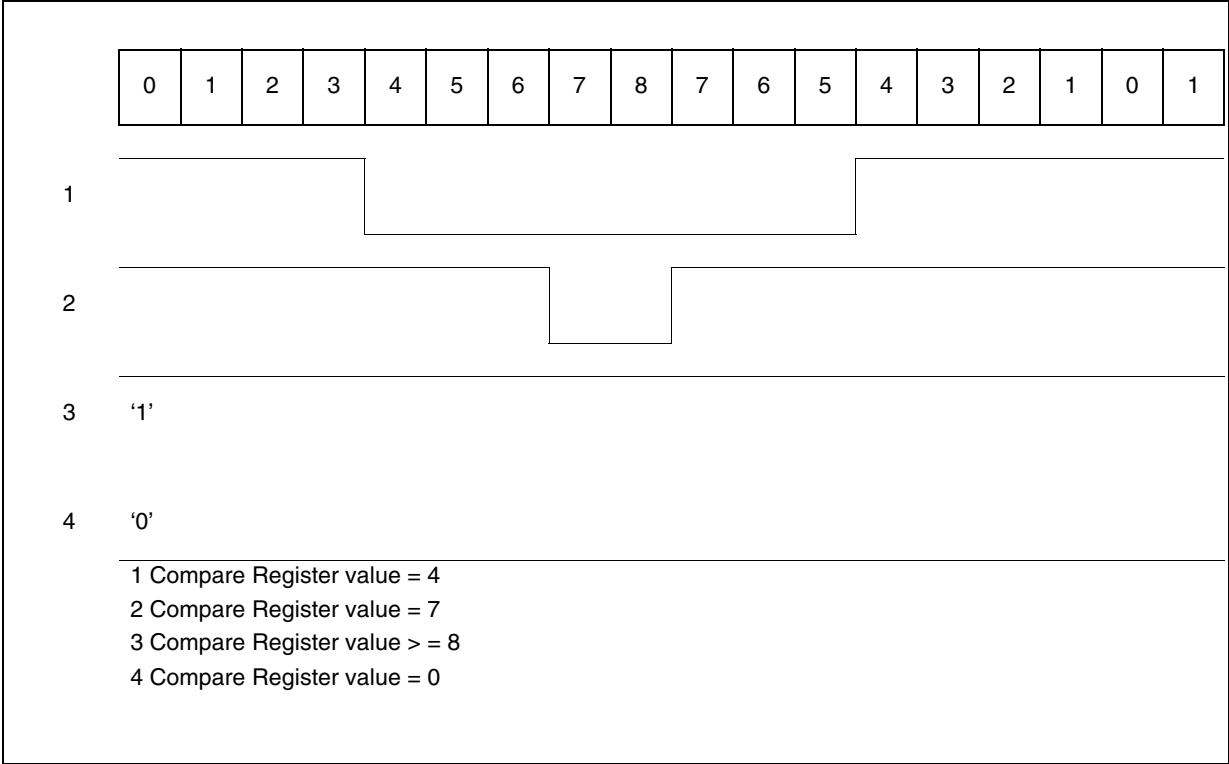 0 1 2 3 4 5 6 7 8 7 6 5 4 3 2 1 0 1
1
2
3 ‘1’
4 ‘0’
1 Compare Register value = 4
2 Compare Register value = 7
3 Compare Register value > = 8
4 Compare Register value = 0